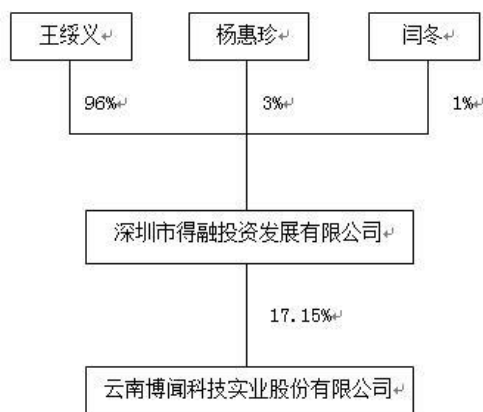 王绥义 杨惠珍 闫冬
96% 3% 1%
深圳市得融投资发展有限公司
17.15%
云南博闻科技实业股份有限公司